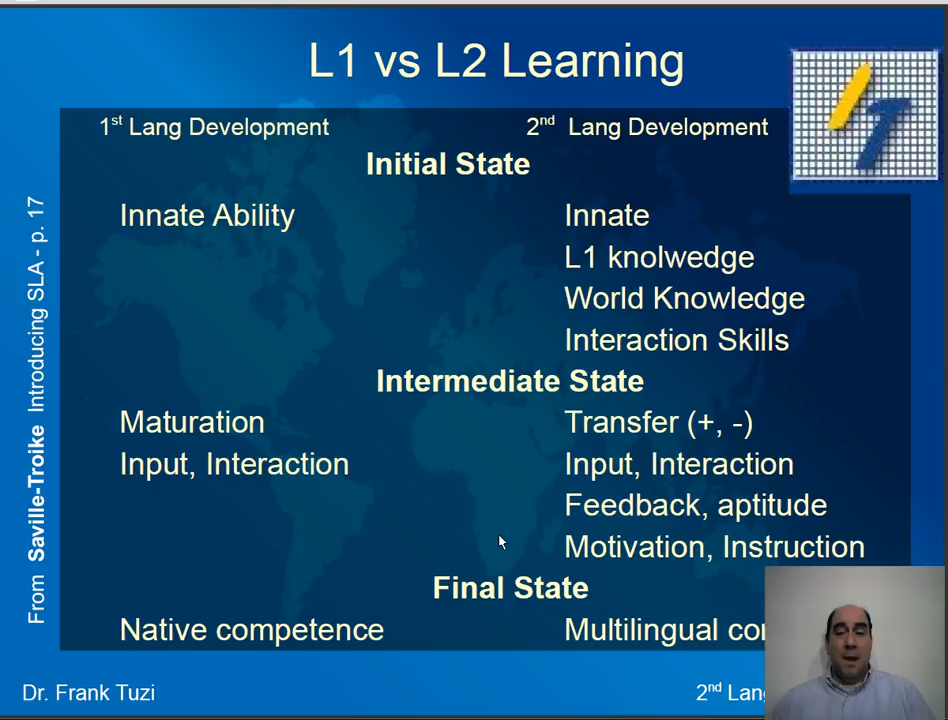 L1 vs L2 Learning
1st Lang Development
2nd Lang Development
Initial State
Innate Ability
Innate
L1 knolwedge
World Knowledge
Interaction Skills
Intermediate State
Maturation
Transfer (+, -)
Input, Interaction
Input, Interaction
Feedback, aptitude
Motivation, Instruction
Final State
Native competence
Multilingual
From Saville-Troike Introducing SLA - p. 17
Dr. Frank Tuzi
2nd Lang